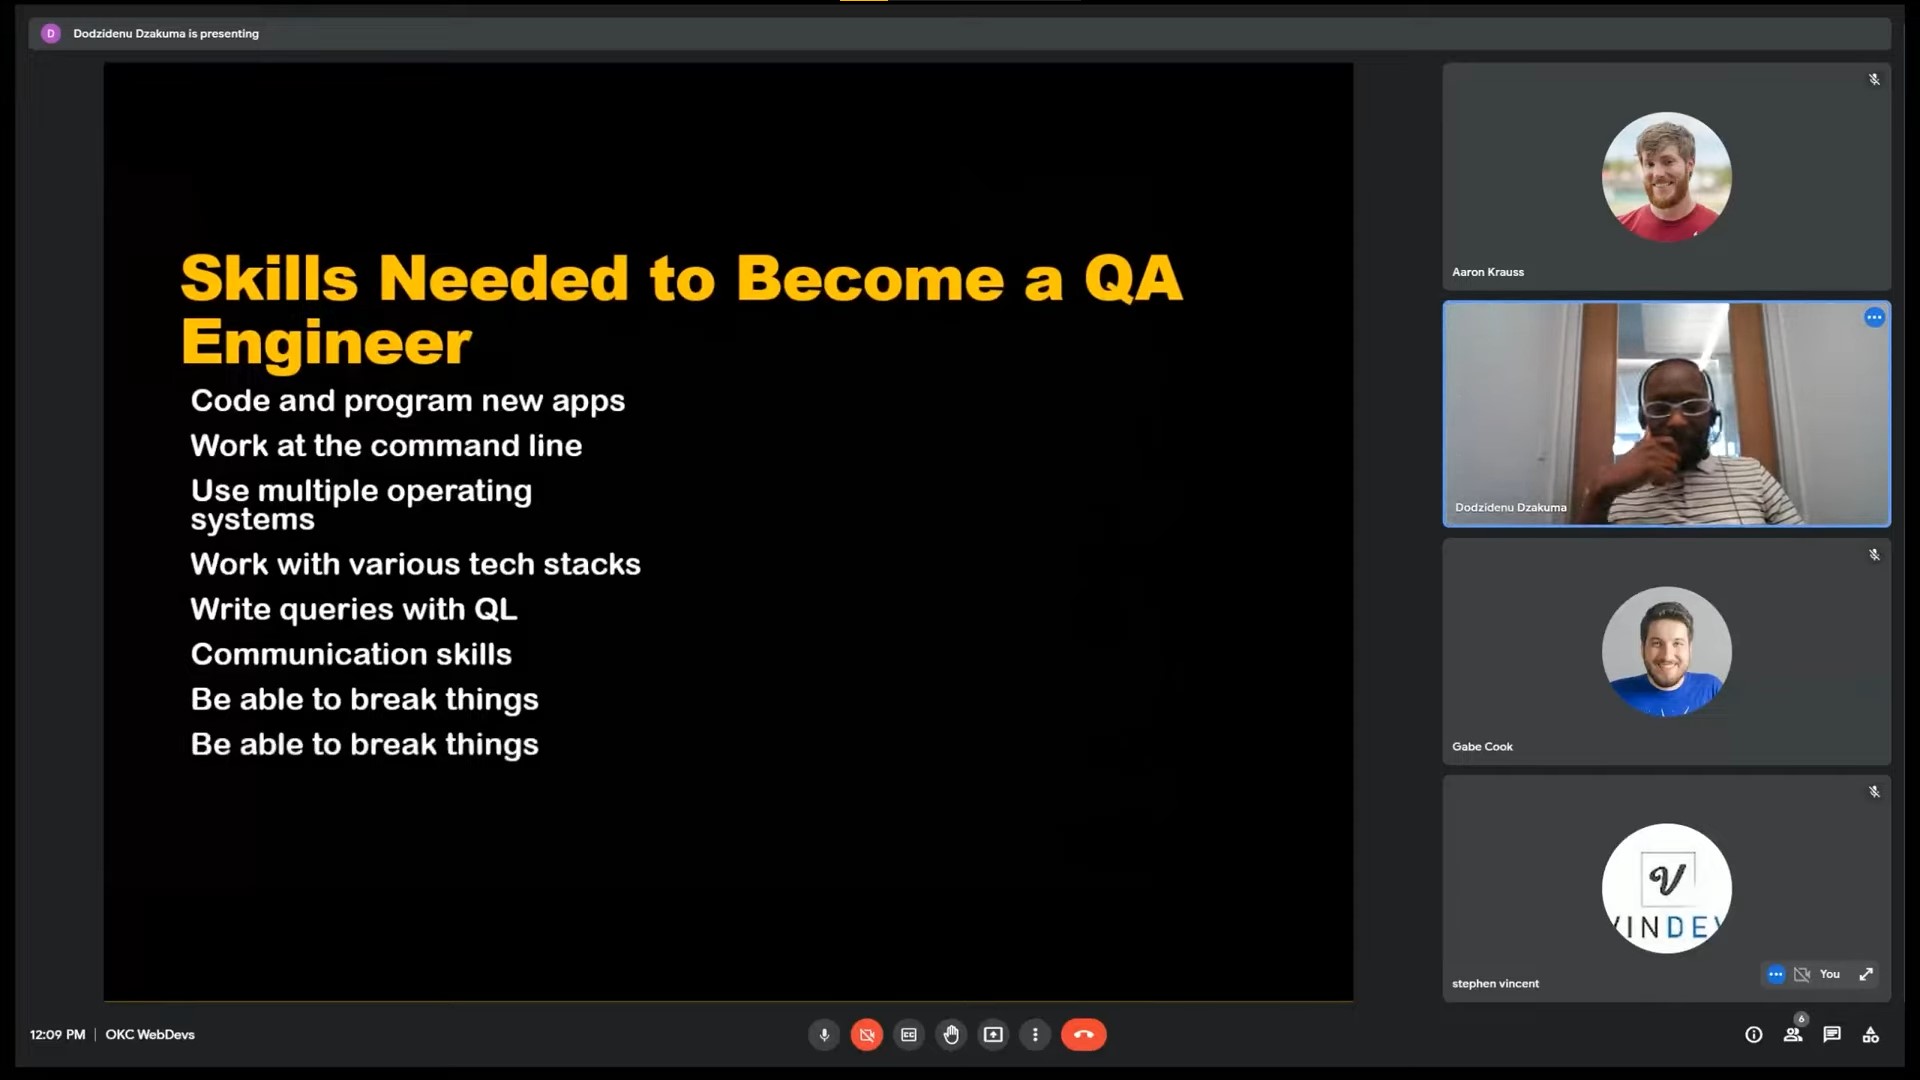 D Dodzidenu Dzakuma is presenting
Skills Needed to Become a QA
Engineer
Code and program new apps
Work at the command line
Use multiple operating
systems
Work with various tech stacks
Write queries with QL
Communication skills
Be able to break things
Be able to break things
Aaron Krauss
Dodzidenu Dzakuma
Gabe Cook
V
VINDEV
stephen vincent
You
12:09 PM | OKC WebDevs
CC
6